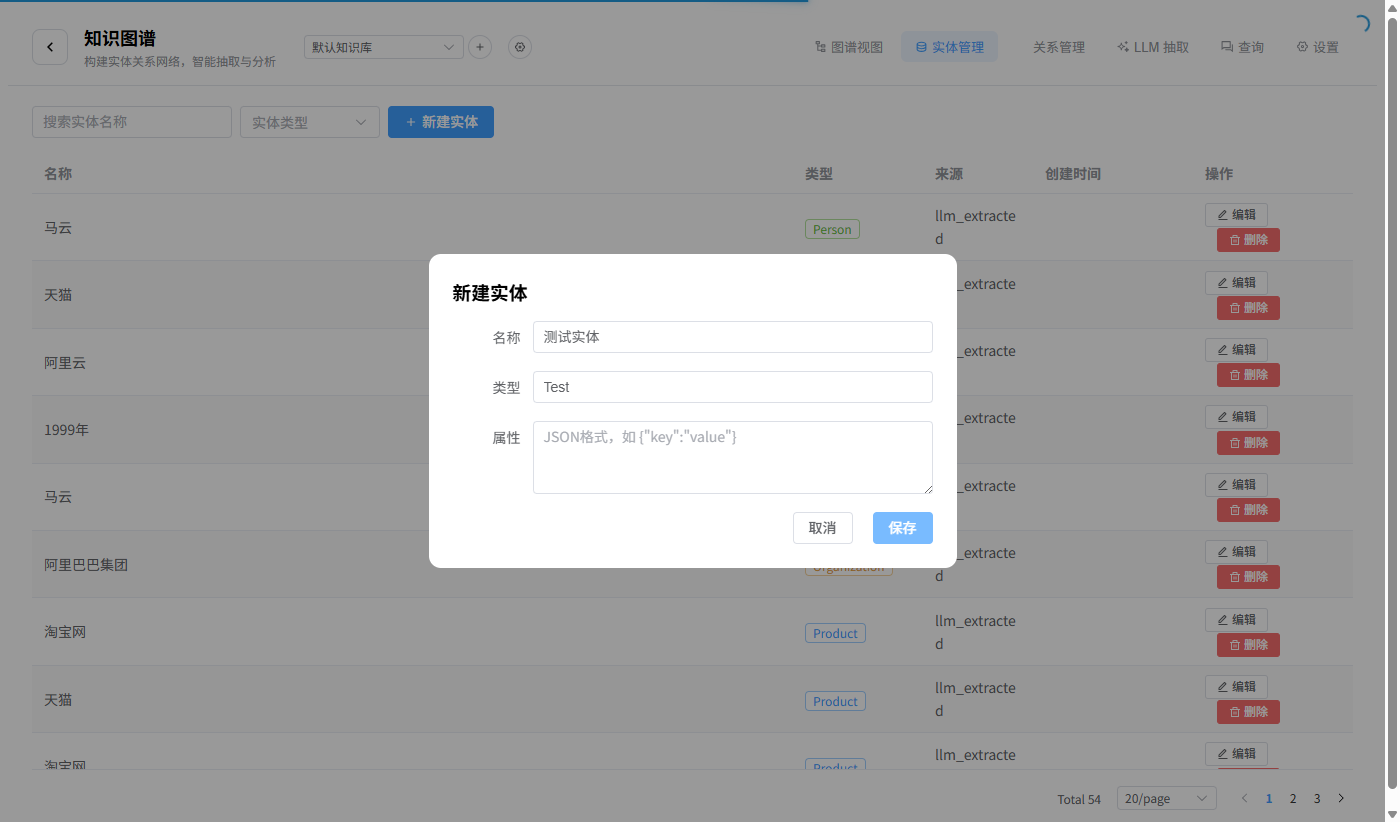 知识图谱
构建实体关系网络，智能抽取与分析
默认知识库
图谱视图
实体管理
关系管理
LLM 抽取
查询
设置
搜索实体名称
实体类型
+ 新建实体
名称 类型 来源 创建时间 操作
马云 Person llm_extracte
d
编辑
删除
天猫 _extracte
编辑
删除
阿里云 _extracte
编辑
删除
1999年 _extracte
编辑
删除
马云 _extracte
编辑
删除
阿里巴巴集团 Organization _extracte
d
编辑
删除
淘宝网 Product llm_extracte
d
编辑
删除
天猫 Product llm_extracte
d
编辑
删除
淘宝网 Product llm_extracte
编辑
新建实体
名称 测试实体
类型 Test
属性 JSON格式，如 {"key":"value"}
取消 保存
Total 54 20/page 1 2 3